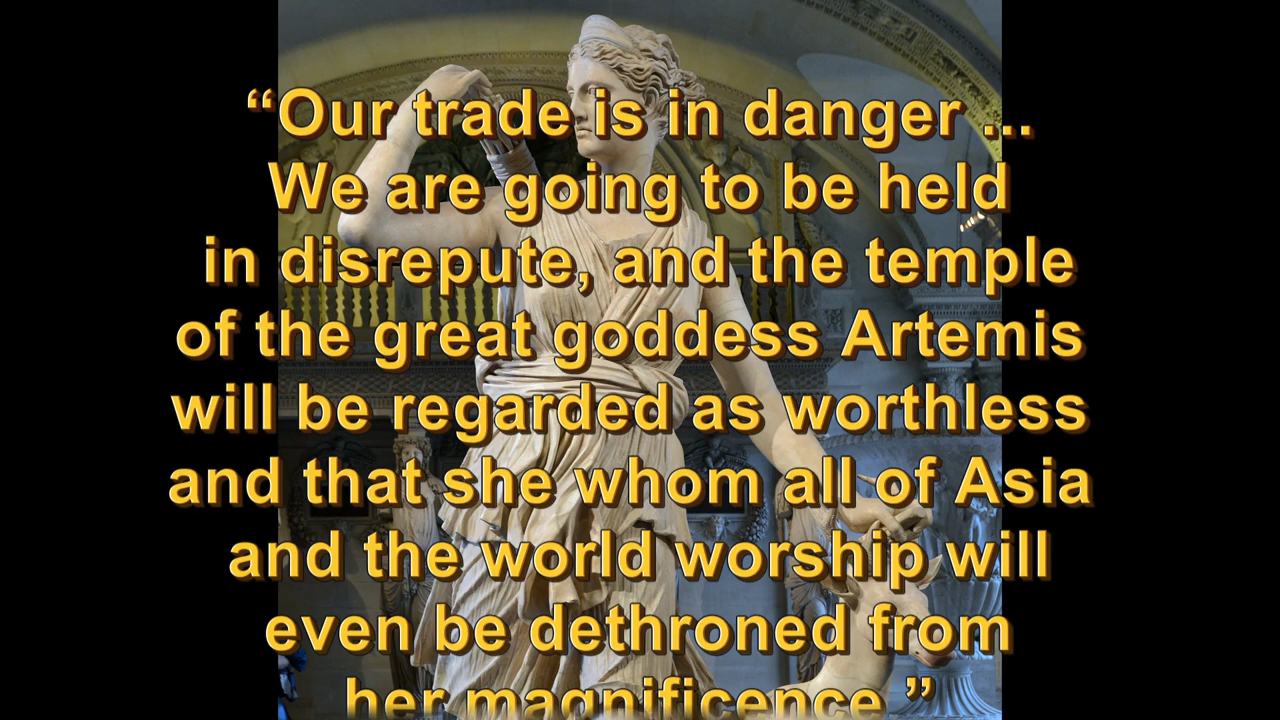 “Our trade is in danger ...
We are going to be held
in disrepute, and the temple
of the great goddess Artemis
will be regarded as worthless
and that she whom all of Asia
and the world worship will
even be dethroned from
her magnificence.”